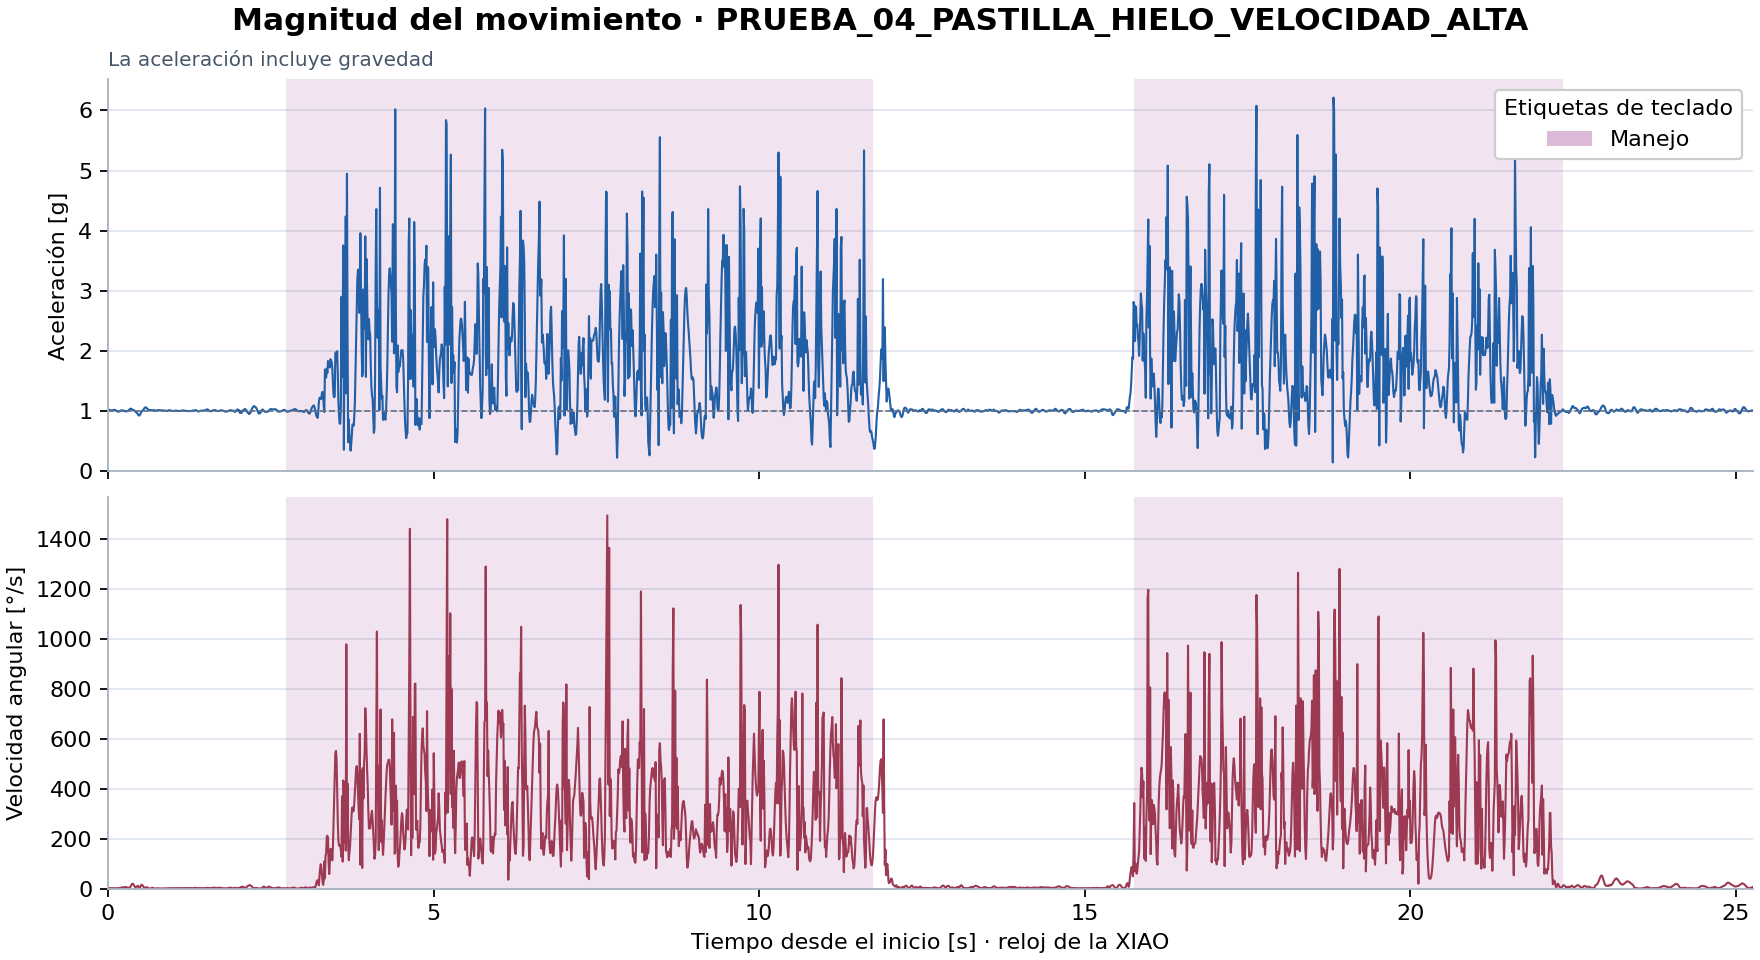 Magnitud del movimiento · PRUEBA_04_PASTILLA_HIELO_VELOCIDAD_ALTA
La aceleración incluye gravedad
Etiquetas de teclado
Manejo
Aceleración [g]
6
5
4
3
2
1
0
Velocidad angular [°/s]
1400
1200
1000
800
600
400
200
0
0 5 10 15 20 25
Tiempo desde el inicio [s] · reloj de la XIAO